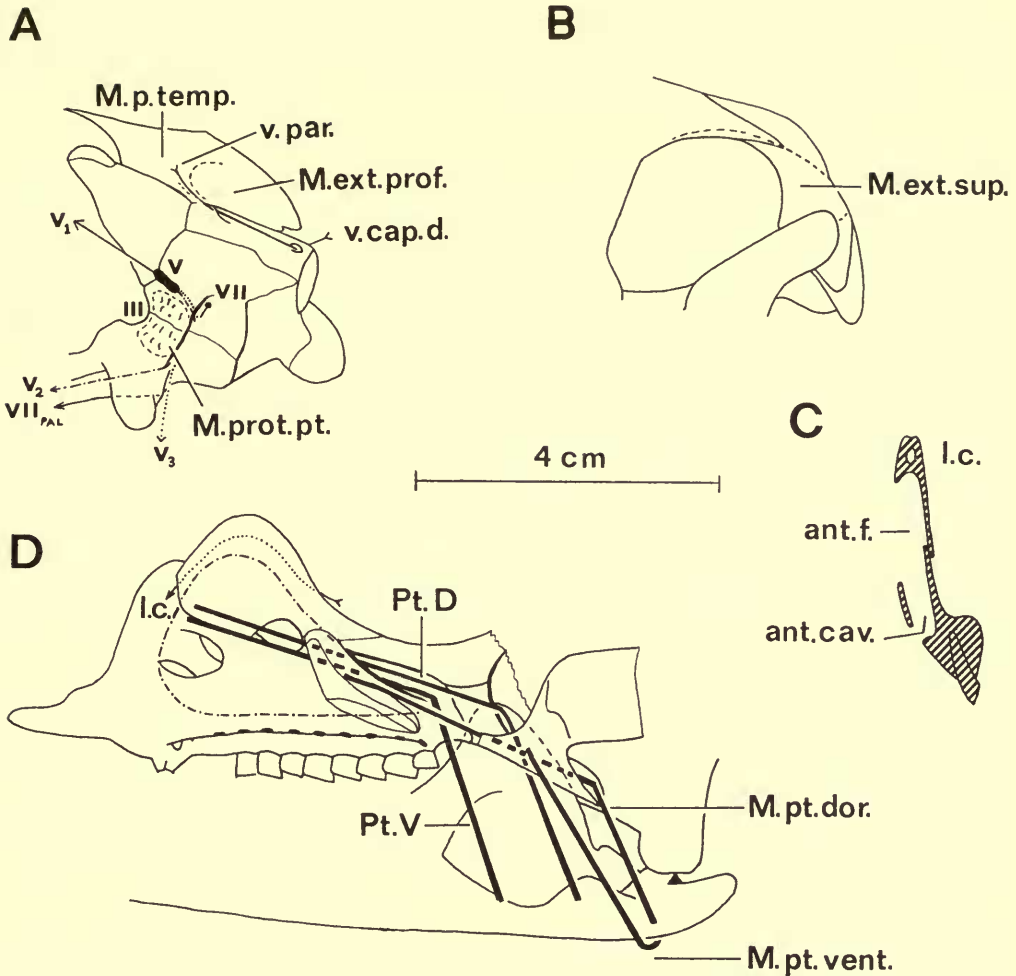 A
M.p.temp.
v.par.
M.ext.prof.
v.cap.d.
V₁
V
VII
III
V₂
VII PAL
V₃
M.prot.pt.
B
M.ext.sup.
C
l.c.
ant.f.
ant.cav.
4 cm
D
l.c.
Pt.D
Pt.V
M.pt.dor.
M.pt.vent.